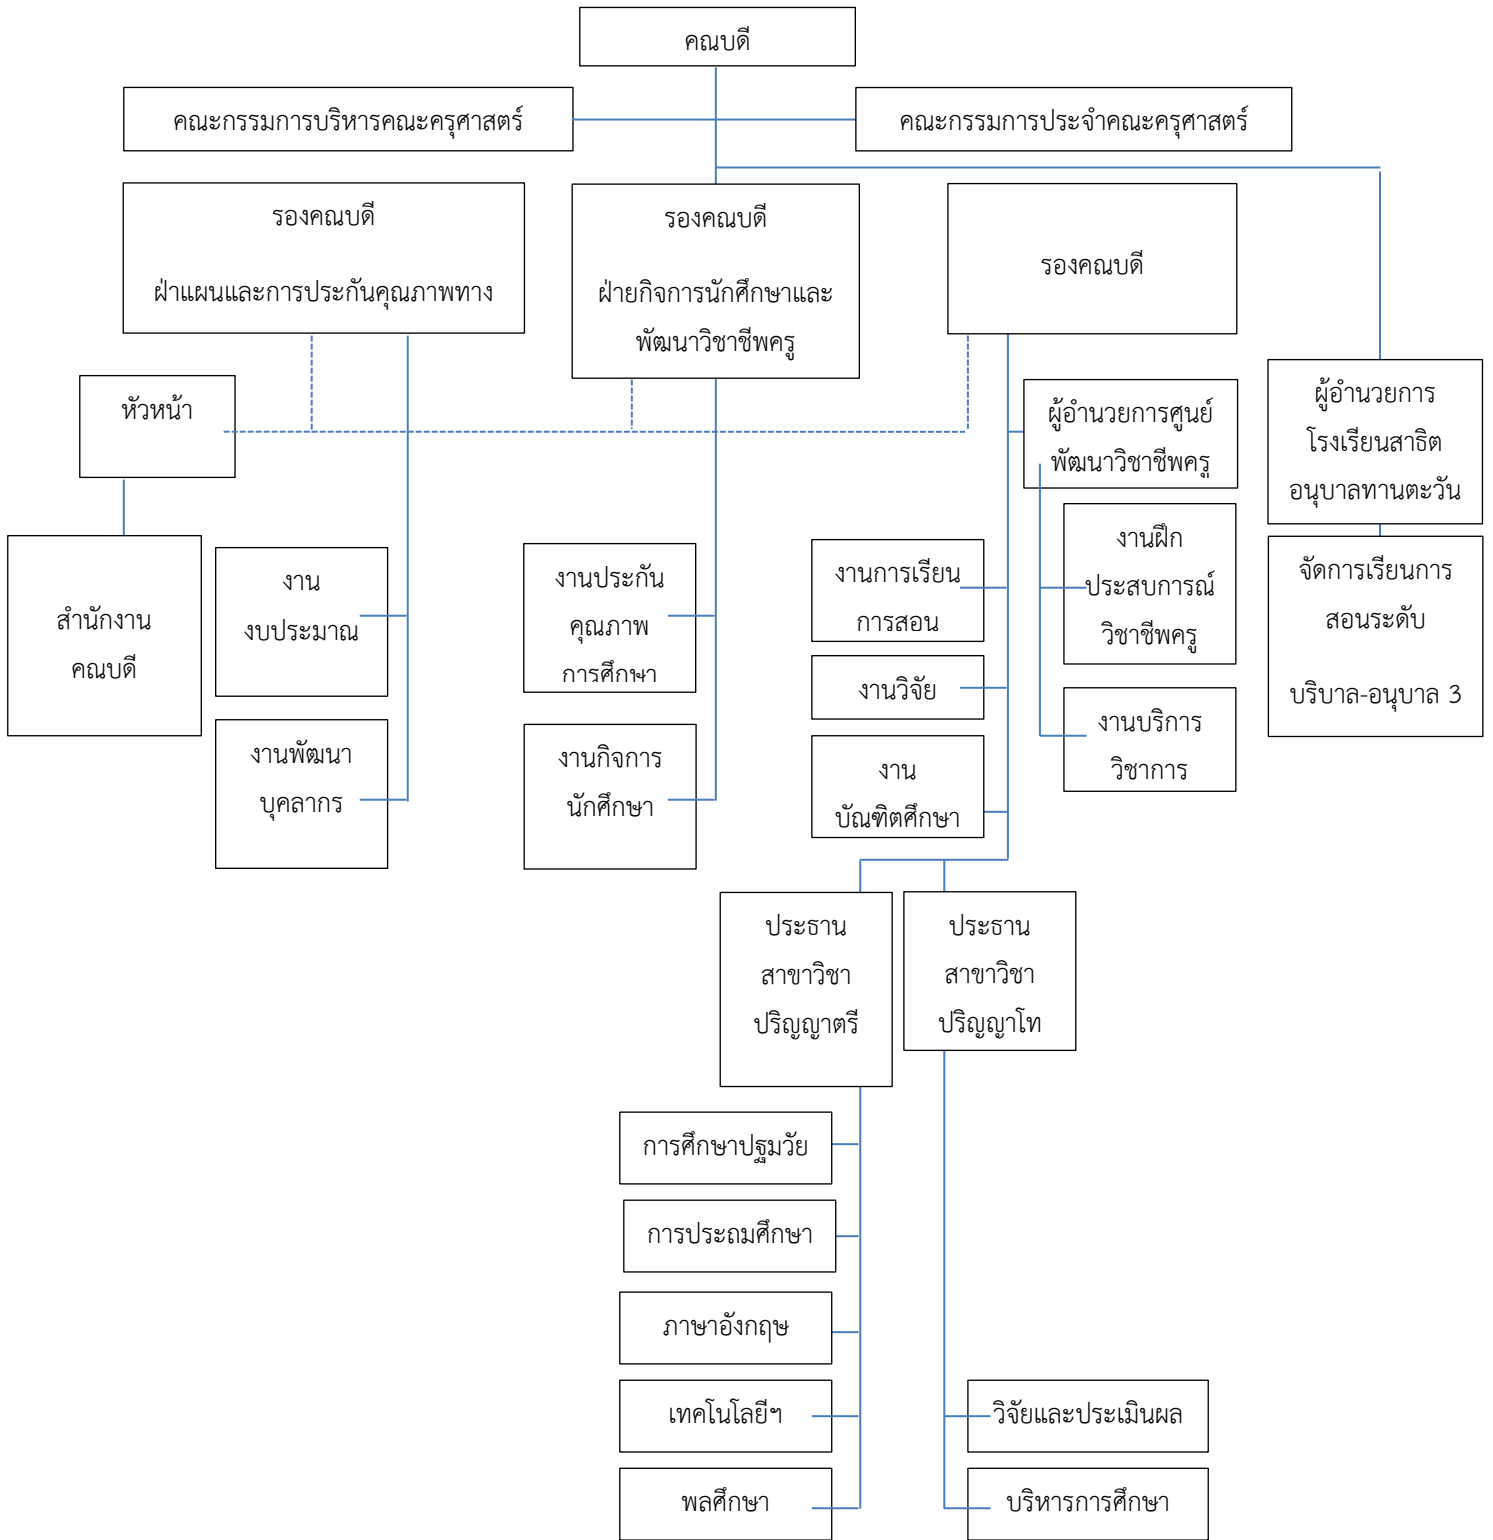 คณบดี
คณะกรรมการบริหารคณะครุศาสตร์
คณะกรรมการประจำคณะครุศาสตร์
รองคณบดี
ฝ่าแผนและการประกันคุณภาพทาง
รองคณบดี
ฝ่ายกิจการนักศึกษาและ
พัฒนาวิชาชีพครู
รองคณบดี
หัวหน้า
ผู้อำนวยการศูนย์
พัฒนาวิชาชีพครู
ผู้อำนวยการ
โรงเรียนสาธิต
อนุบาลทานตะวัน
สำนักงาน
คณบดี
งาน
งบประมาณ
งานประกัน
คุณภาพ
การศึกษา
งานการเรียน
การสอน
งานฝึก
ประสบการณ์
วิชาชีพครู
จัดการเรียนการ
สอนระดับ
บริบาล-อนุบาล 3
งานวิจัย
งานพัฒนา
บุคลากร
งานกิจการ
นักศึกษา
งาน
บัณฑิตศึกษา
งานบริการ
วิชาการ
ประธาน
สาขาวิชา
ปริญญาตรี
ประธาน
สาขาวิชา
ปริญญาโท
การศึกษาปฐมวัย
การประถมศึกษา
ภาษาอังกฤษ
เทคโนโลยีฯ
วิจัยและประเมินผล
พลศึกษา
บริหารการศึกษา